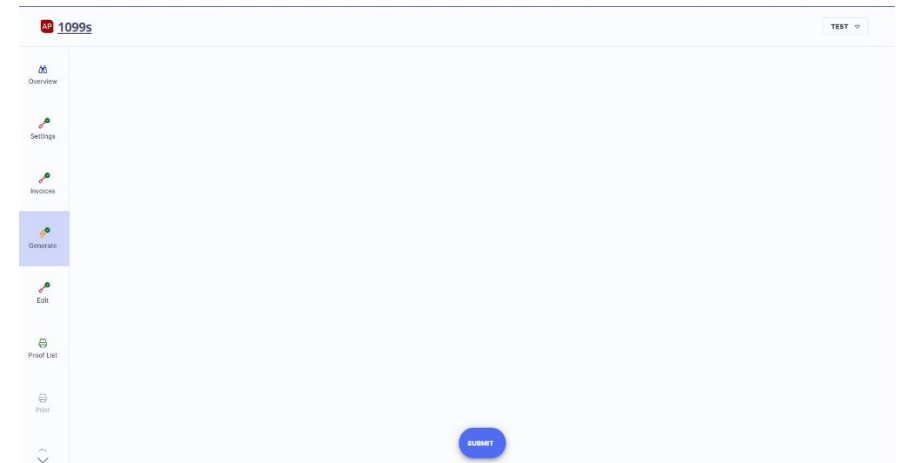 AP 1099s
TEST
Overview
Settings
Invoices
Generate
Edit
Proof List
Print
SUBMIT